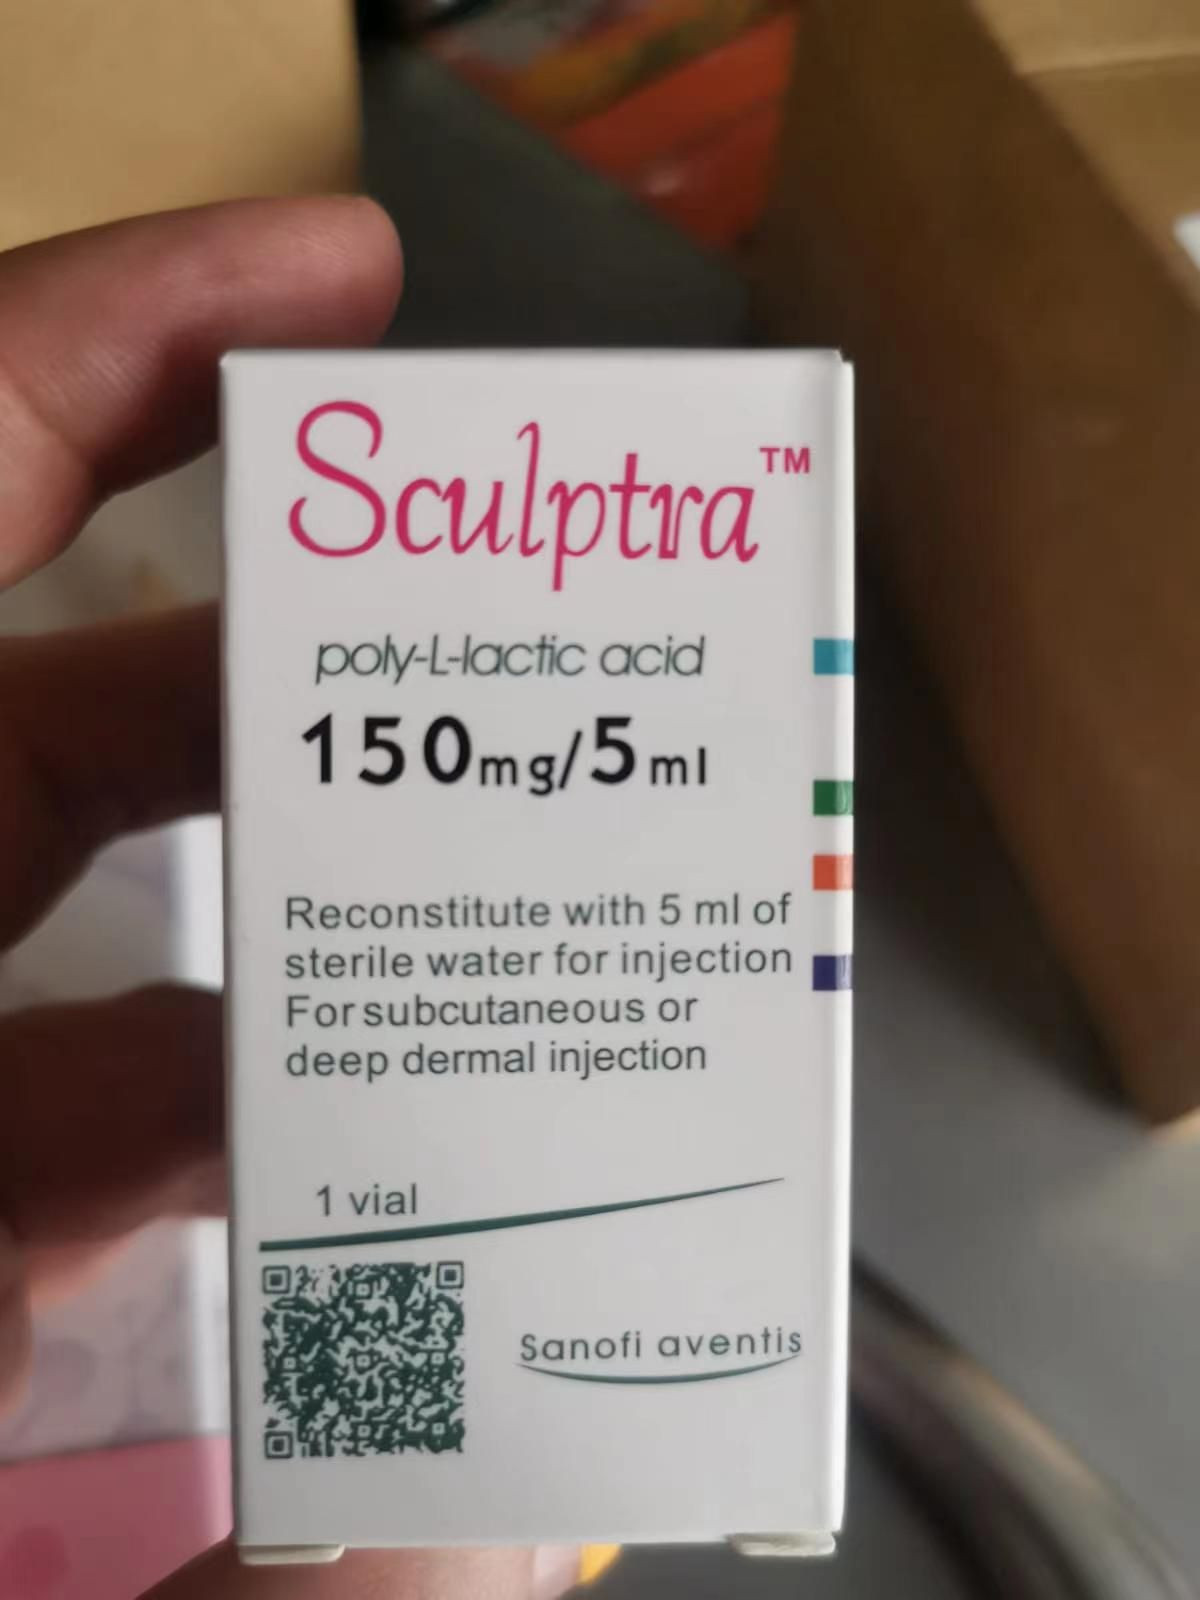 Sculptra™
poly-L-lactic acid
150mg/5ml
Reconstitute with 5 ml of
sterile water for injection
For subcutaneous or
deep dermal injection
1 vial
Sanofi aventis